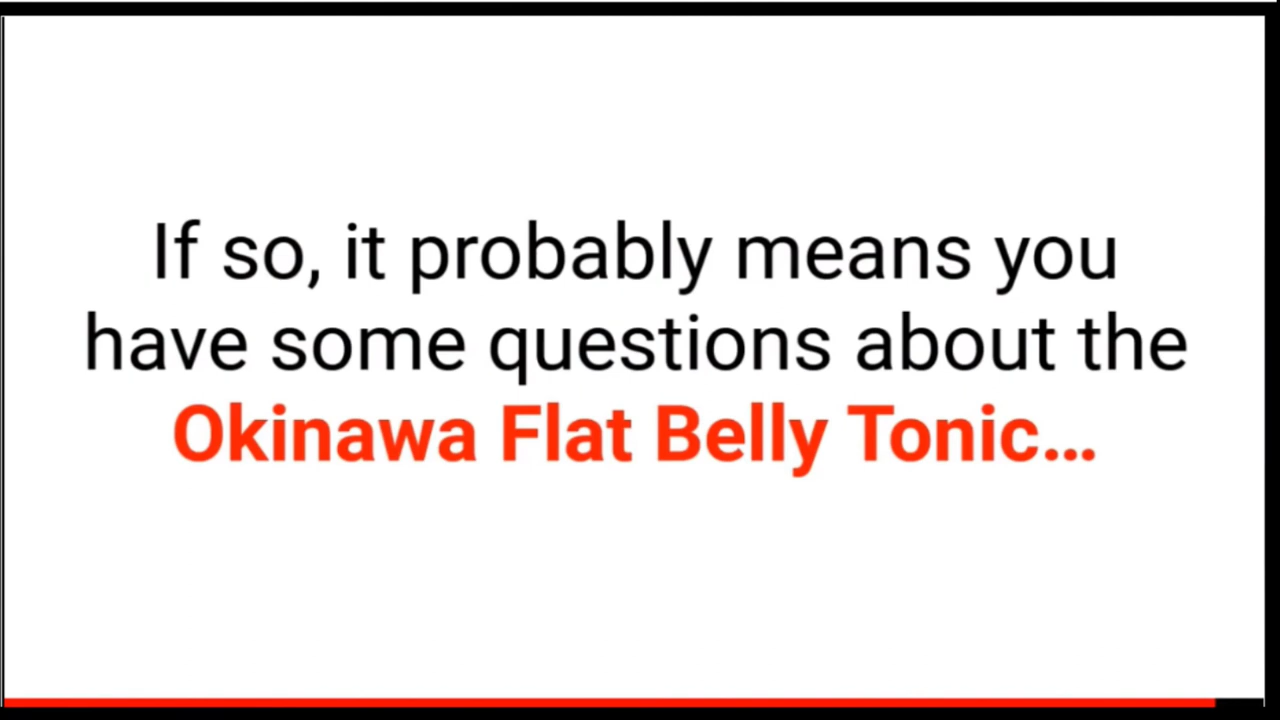 If so, it probably means you
have some questions about the
Okinawa Flat Belly Tonic...